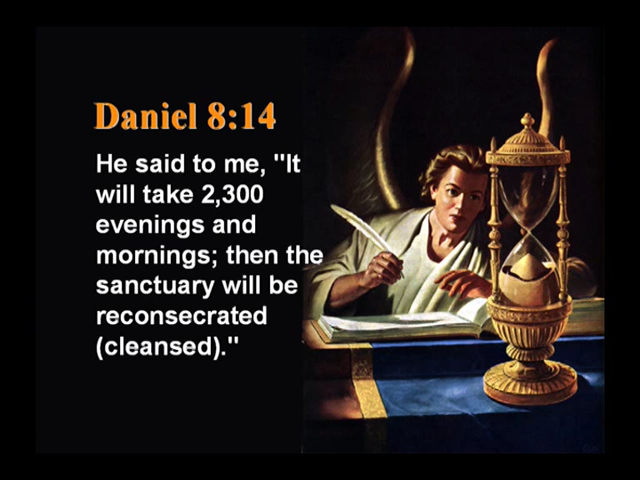 Daniel 8:14
He said to me, "It
will take 2,300
evenings and
mornings; then the
sanctuary will be
reconsecrated
(cleansed)."